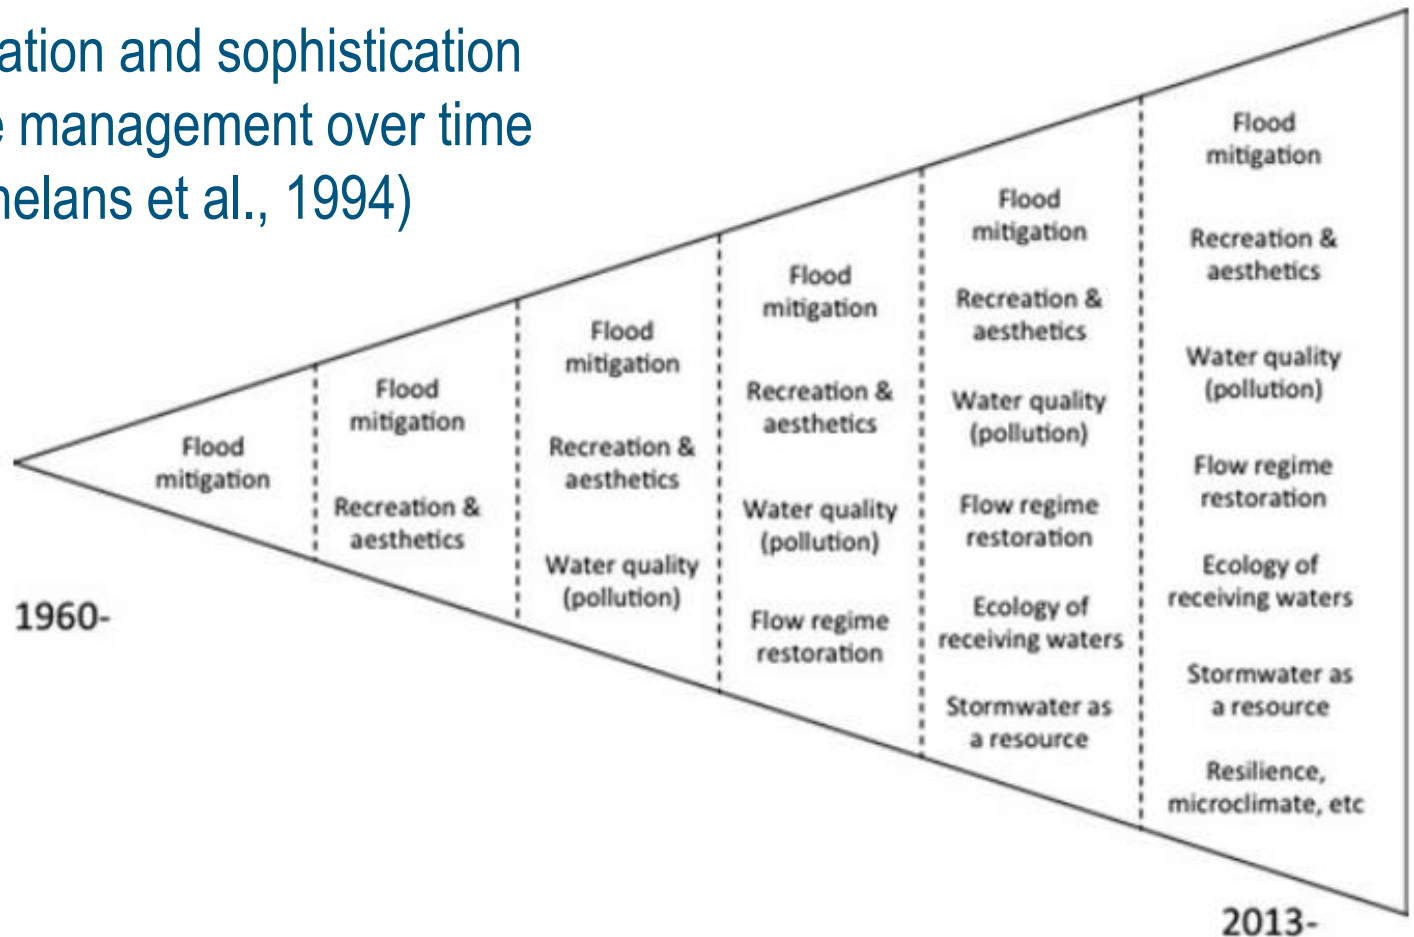 ation and sophistication
management over time
et al., 1994)
Flood
mitigation
Flood
mitigation
Recreation &
aesthetics
Flood
mitigation
Recreation &
aesthetics
Water quality
(pollution)
Flood
mitigation
Recreation &
aesthetics
Water quality
(pollution)
Flow regime
restoration
Flood
mitigation
Recreation &
aesthetics
Water quality
(pollution)
Flow regime
restoration
Ecology of
receiving waters
Stormwater as
a resource
Flood
mitigation
Recreation &
aesthetics
Water quality
(pollution)
Flow regime
restoration
Ecology of
receiving waters
Stormwater as
a resource
Resilience,
microclimate, etc
1960-
2013-